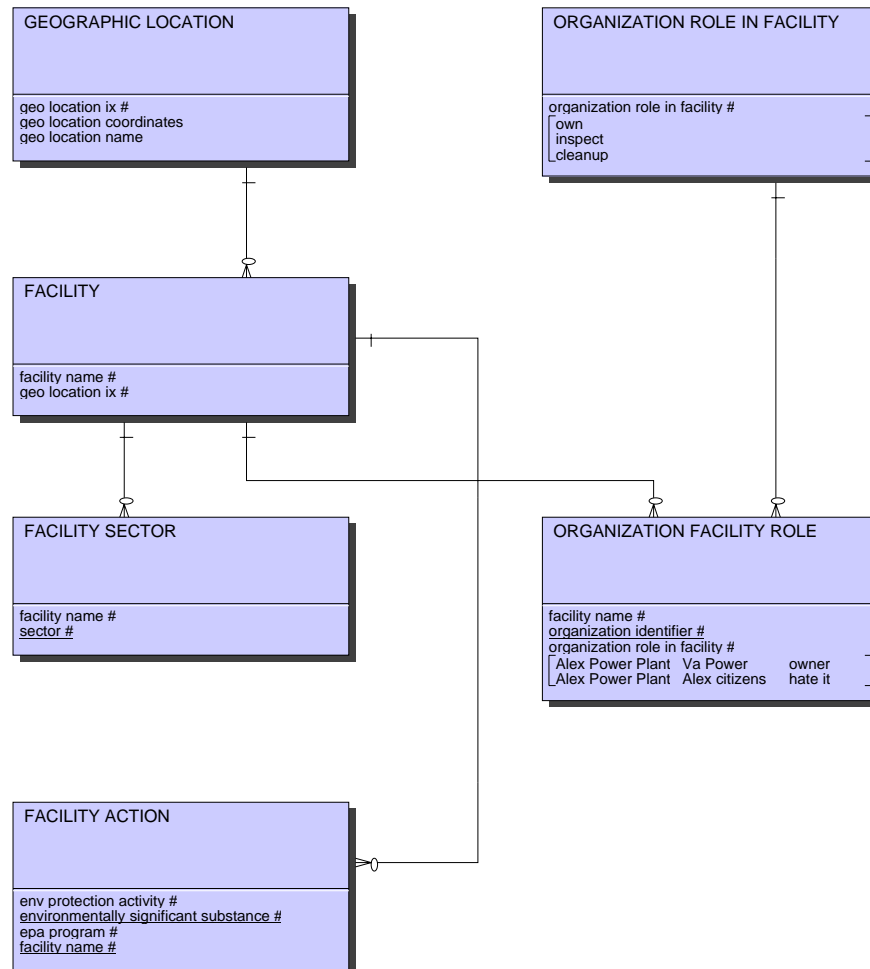 GEOGRAPHIC LOCATION
geo location ix #
geo location coordinates
geo location name
ORGANIZATION ROLE IN FACILITY
organization role in facility #
own
inspect
cleanup
FACILITY
facility name #
geo location ix #
FACILITY SECTOR
facility name #
sector #
ORGANIZATION FACILITY ROLE
facility name #
organization identifier #
organization role in facility #
Alex Power Plant Va Power owner
Alex Power Plant Alex citizens hate it
FACILITY ACTION
env protection activity #
environmentally significant substance #
epa program #
facility name #